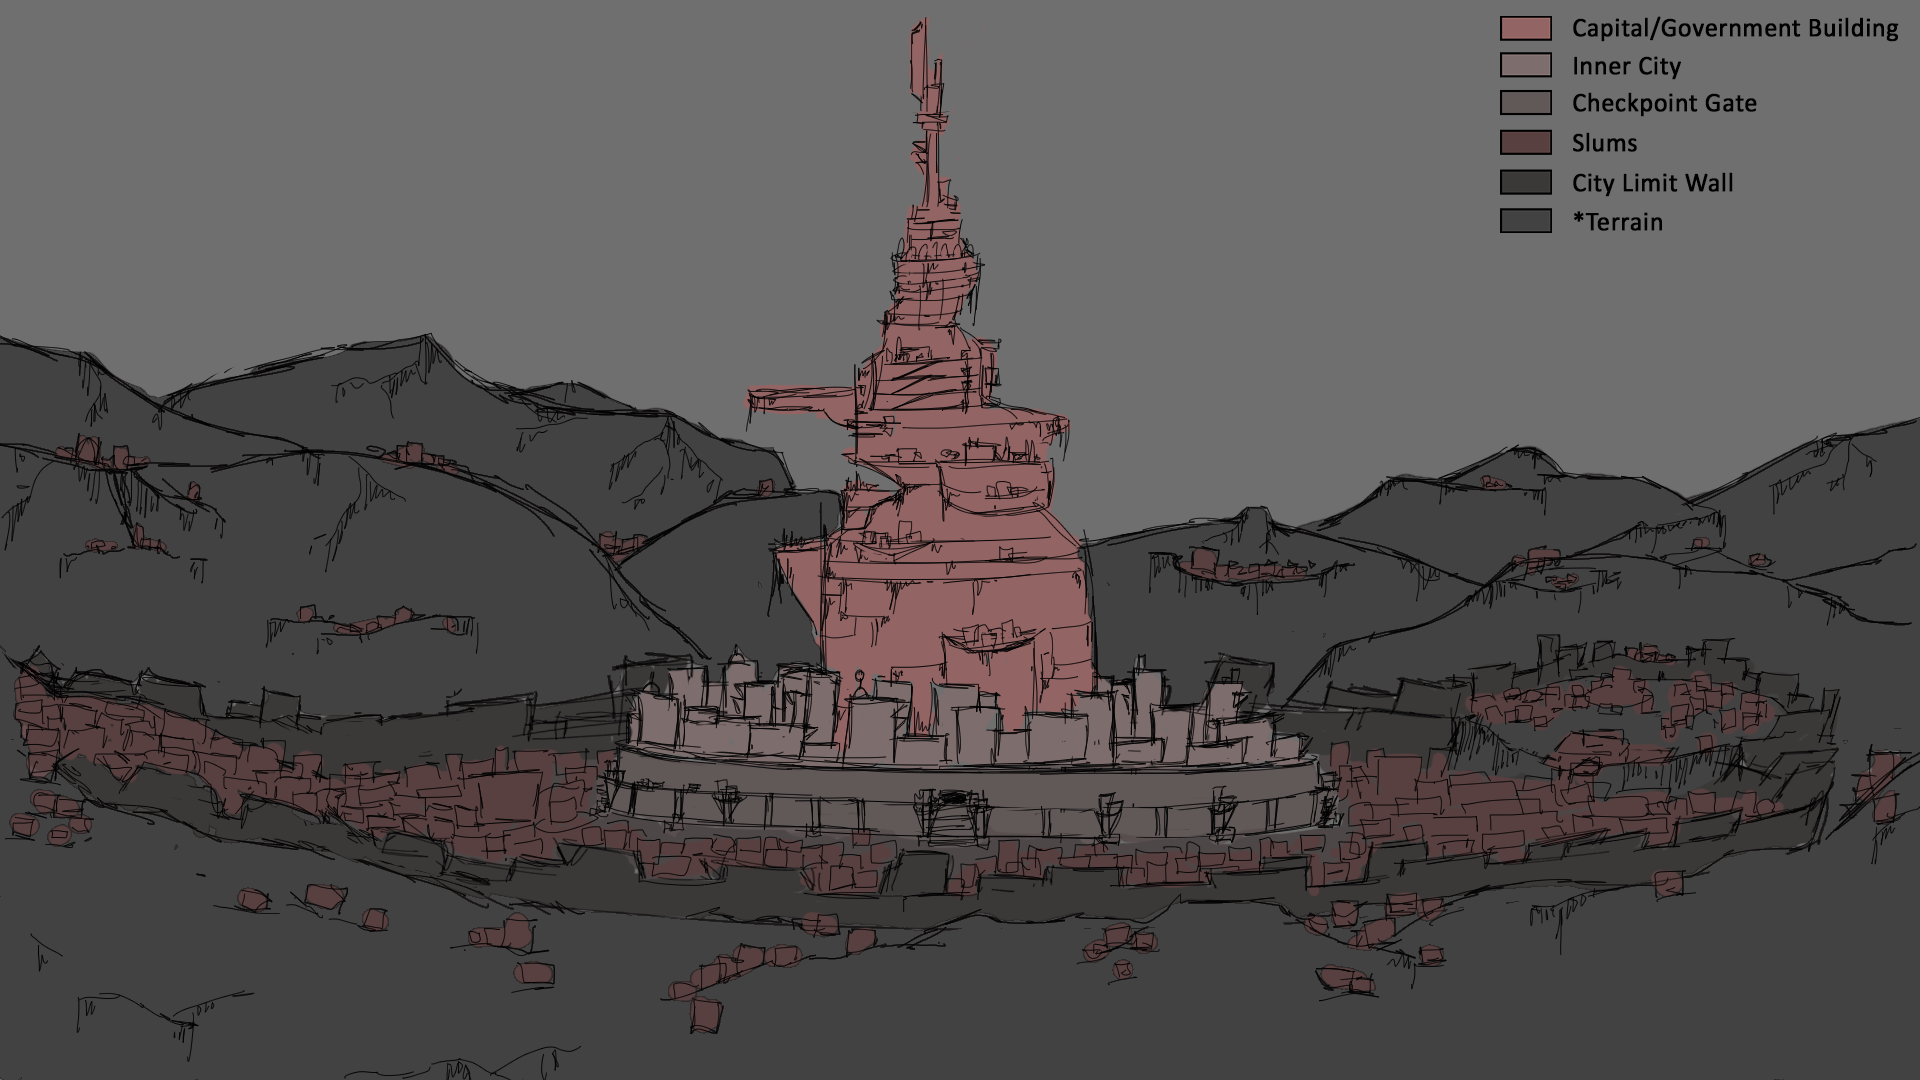 Capital/Government Building
Inner City
Checkpoint Gate
Slums
City Limit Wall
*Terrain